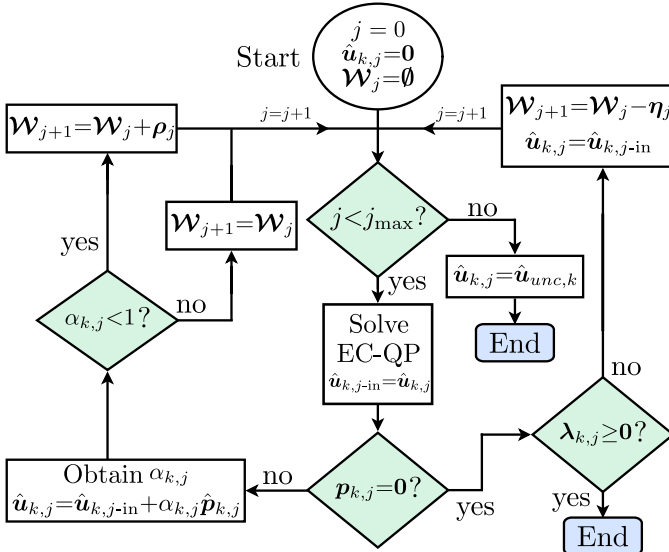 Start
j = 0
û_{k,j}=0
𝓦_j=∅
𝓦_{j+1}=𝓦_j+ρ_j
j=j+1
j=j+1
𝓦_{j+1}=𝓦_j−η_j
û_{k,j}=û_{k,j-in}
𝓦_{j+1}=𝓦_j
j<j_max?
no
yes
û_{k,j}=û_{unc,k}
End
yes
α_{k,j}<1?
no
Solve
EC-QP
û_{k,j-in}=û_{k,j}
no
λ_{k,j}≥0?
yes
End
Obtain α_{k,j}
û_{k,j}=û_{k,j-in}+α_{k,j}p̂_{k,j}
no
p_{k,j}=0?
yes